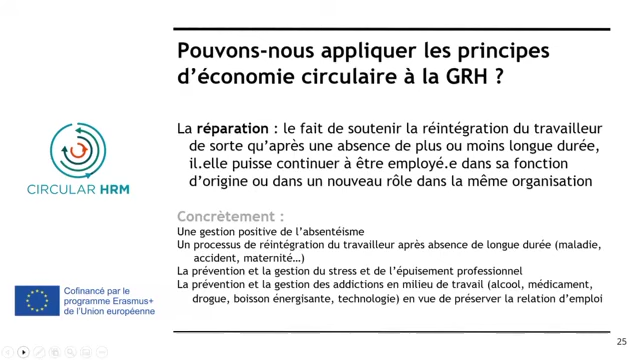 Pouvons-nous appliquer les principes
d’économie circulaire à la GRH ?
La réparation : le fait de soutenir la réintégration du travailleur
de sorte qu’après une absence de plus ou moins longue durée,
il.elle puisse continuer à être employé.e dans sa fonction
d’origine ou dans un nouveau rôle dans la même organisation
CIRCULAR HRM
Concrètement :
Une gestion positive de l’absentéisme
Un processus de réintégration du travailleur après absence de longue durée (maladie,
accident, maternité…)
La prévention et la gestion du stress et de l’épuisement professionnel
La prévention et la gestion des addictions en milieu de travail (alcool, médicament,
drogue, boisson énergisante, technologie) en vue de préserver la relation d’emploi
Cofinancé par le
programme Erasmus+
de l’Union européenne
25